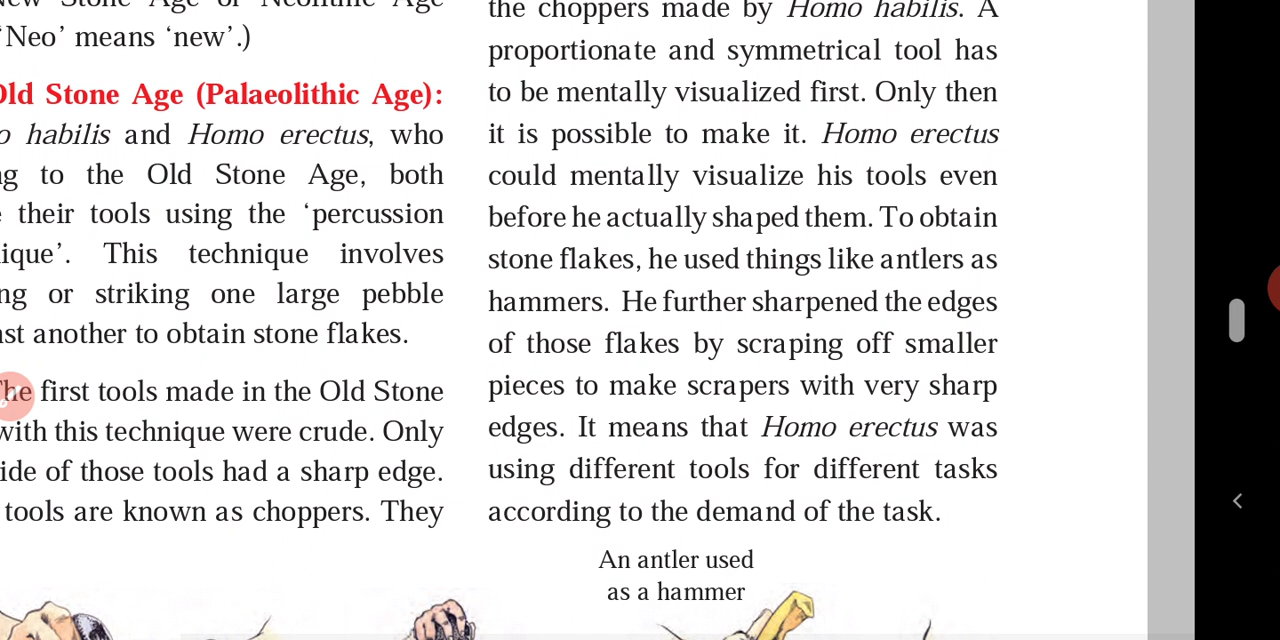 New Stone Age or Neolithic Age
‘Neo’ means ‘new’.)
Old Stone Age (Palaeolithic Age):
habilis and Homo erectus, who
to the Old Stone Age, both
their tools using the ‘percussion
This technique involves
or striking one large pebble
another to obtain stone flakes.
The first tools made in the Old Stone
with this technique were crude. Only
of those tools had a sharp edge.
tools are known as choppers. They
the choppers made by Homo habilis. A
proportionate and symmetrical tool has
to be mentally visualized first. Only then
it is possible to make it. Homo erectus
could mentally visualize his tools even
before he actually shaped them. To obtain
stone flakes, he used things like antlers as
hammers. He further sharpened the edges
of those flakes by scraping off smaller
pieces to make scrapers with very sharp
edges. It means that Homo erectus was
using different tools for different tasks
according to the demand of the task.
An antler used
as a hammer